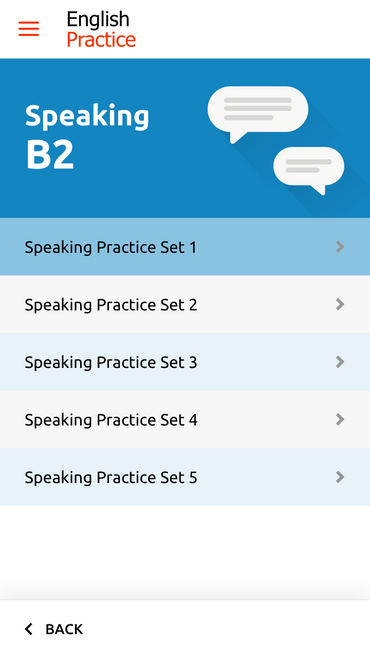 English
Practice
Speaking
B2
Speaking Practice Set 1
Speaking Practice Set 2
Speaking Practice Set 3
Speaking Practice Set 4
Speaking Practice Set 5
BACK